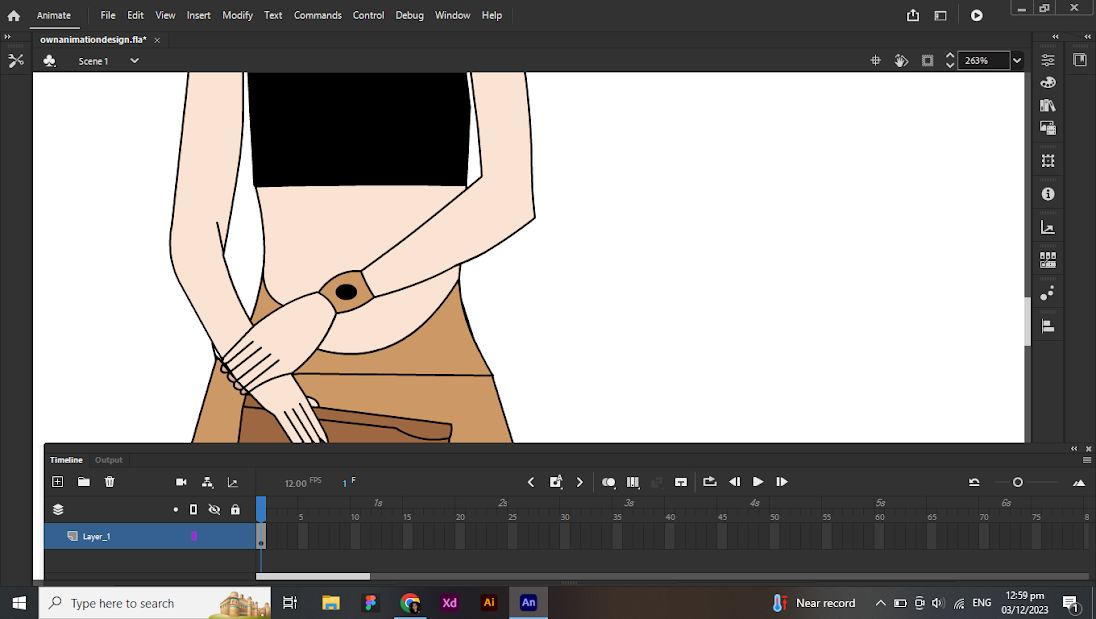 Animate File Edit View Insert Modify Text Commands Control Debug Window Help
ownanimationdesign.fla*
Scene 1 263%
Timeline Output
12.00 FPS 1 F
1s 2s 3s 4s 5s 6s
5 10 15 20 25 30 35 40 45 50 55 60 65 70 75 8
Layer_1
Type here to search Xd Ai An Near record ENG 12:59 pm
03/12/2023 1